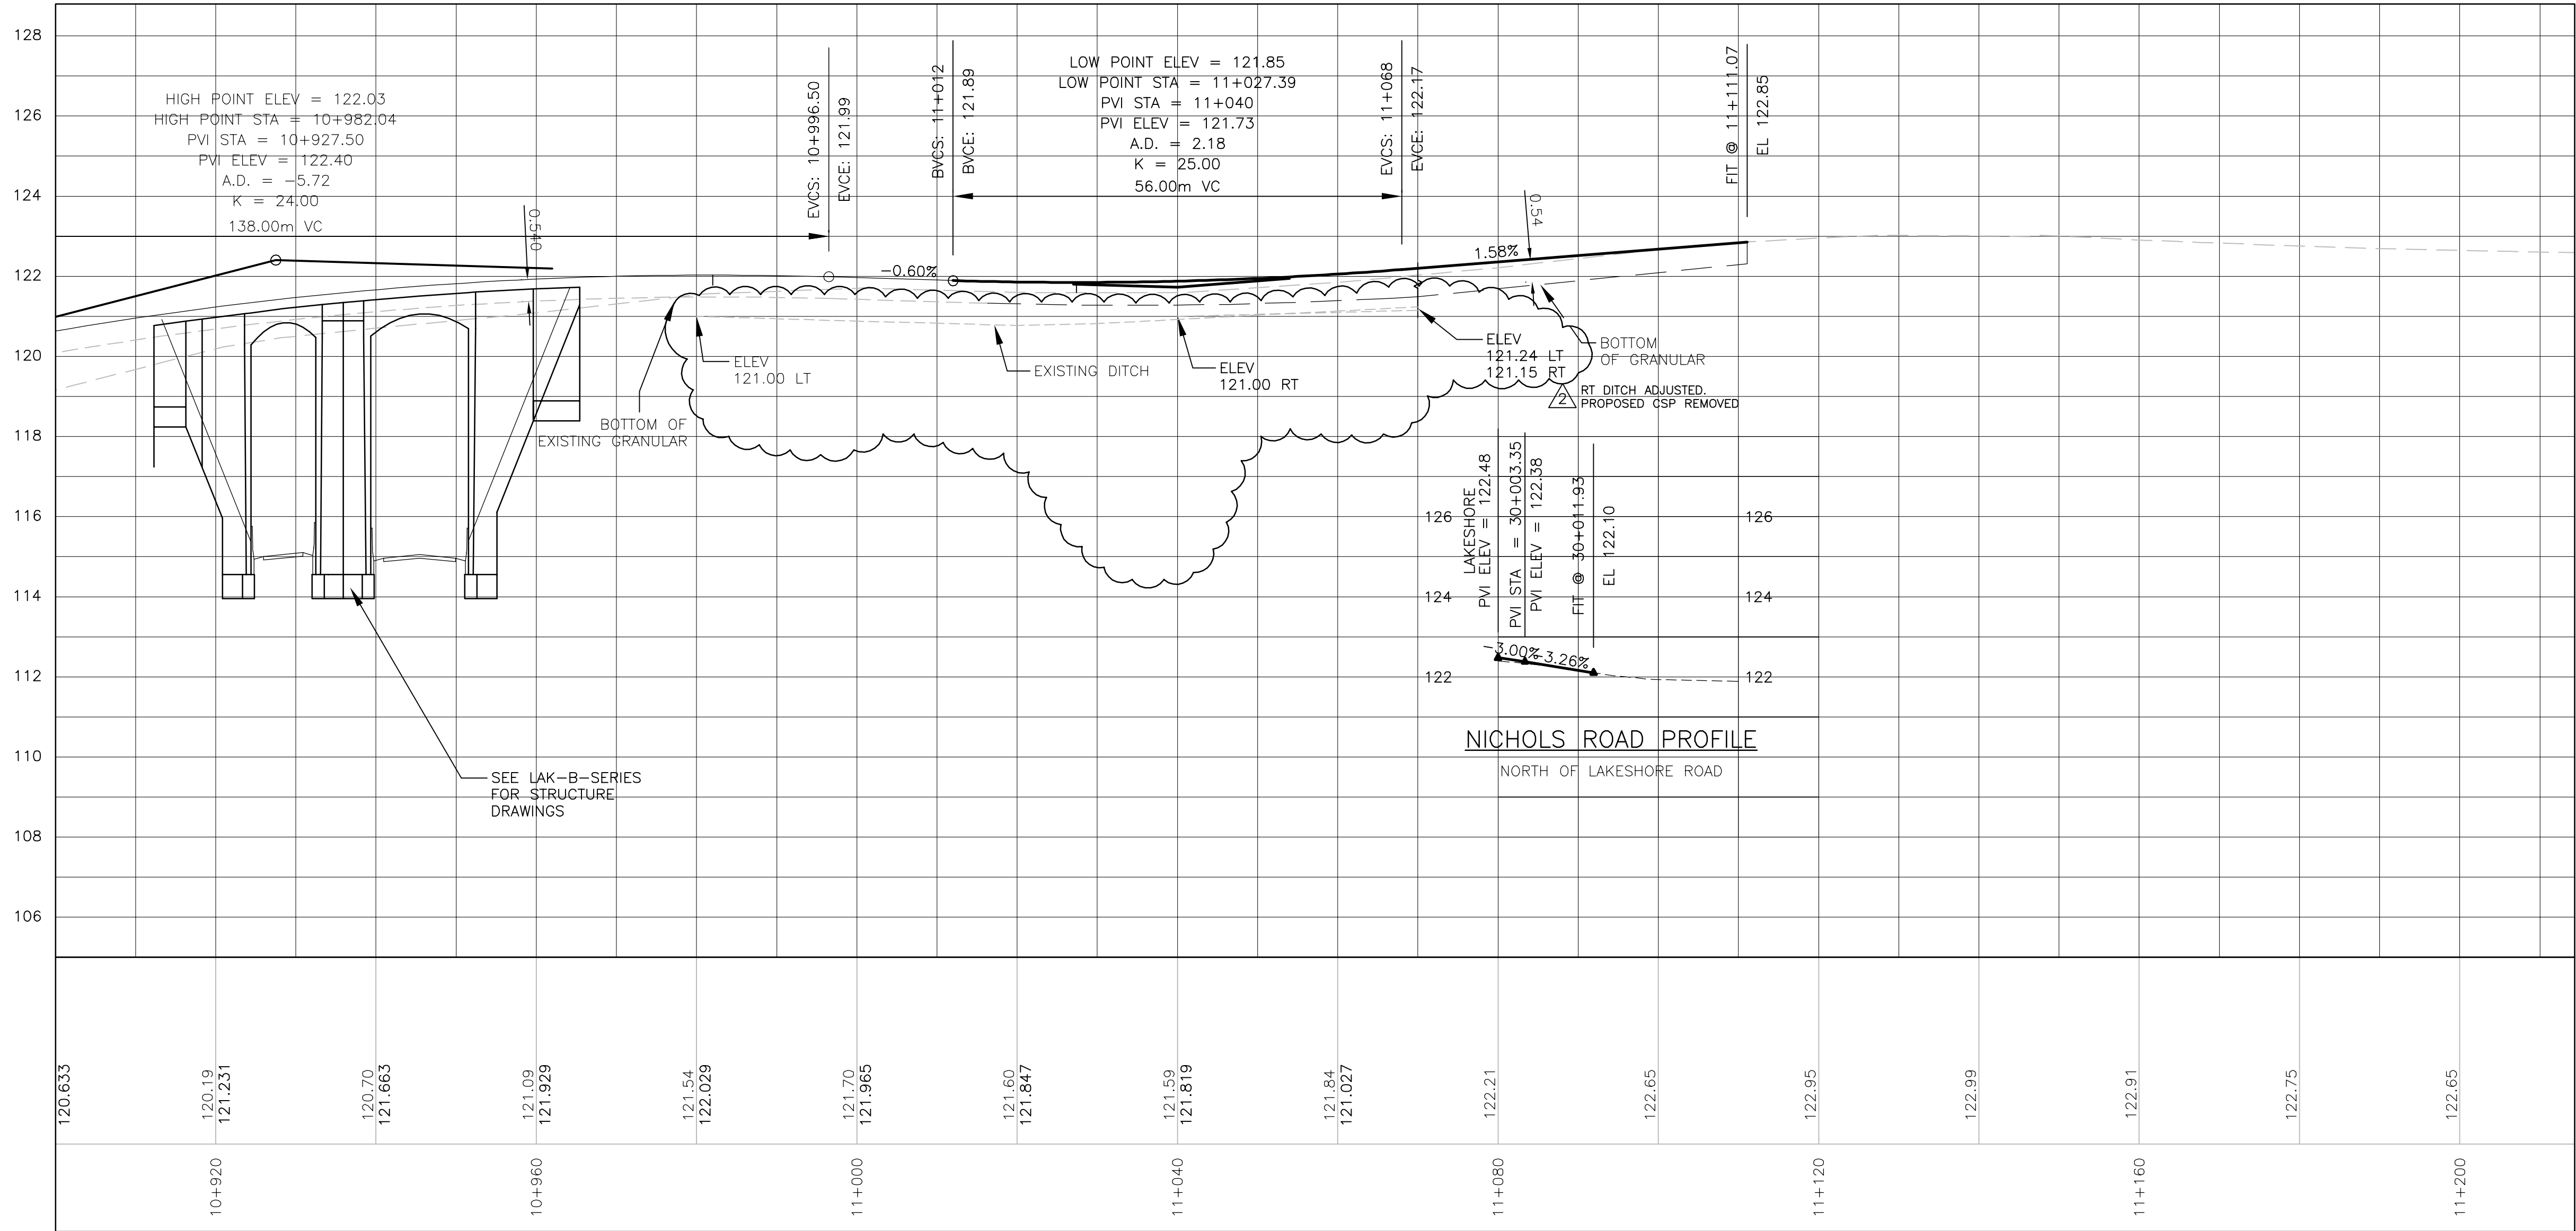 128
126
124
122
120
118
116
114
112
110
108
106
HIGH POINT ELEV = 122.03
HIGH POINT STA = 10+982.04
PVI STA = 10+927.50
PVI ELEV = 122.40
A.D. = -5.72
K = 24.00
138.00m VC
0.540
EVCS: 10+996.50
EVCE: 121.99
-0.60%
BVCS: 11+012
BVCE: 121.89
LOW POINT ELEV = 121.85
LOW POINT STA = 11+027.39
PVI STA = 11+040
PVI ELEV = 121.73
A.D. = 2.18
K = 25.00
56.00m VC
EVCS: 11+068
EVCE: 122.17
1.58%
0.54
FIT @ 11+111.07
EL 122.85
BOTTOM OF
EXISTING GRANULAR
ELEV
121.00 LT
EXISTING DITCH
ELEV
121.00 RT
ELEV
121.24 LT
121.15 RT
BOTTOM
OF GRANULAR
2
RT DITCH ADJUSTED.
PROPOSED CSP REMOVED
SEE LAK-B-SERIES
FOR STRUCTURE
DRAWINGS
LAKESHORE
PVI ELEV = 122.48
PVI STA = 30+003.35
PVI ELEV = 122.38
FIT @ 30+011.93
EL 122.10
126
126
124
124
122
122
-3.00%
-3.26%
NICHOLS ROAD PROFILE
NORTH OF LAKESHORE ROAD
120.633
120.19
121.231
120.70
121.663
121.09
121.929
121.54
122.029
121.70
121.965
121.60
121.847
121.59
121.819
121.84
121.027
122.21
122.65
122.95
122.99
122.91
122.75
122.65
10+920
10+960
11+000
11+040
11+080
11+120
11+160
11+200